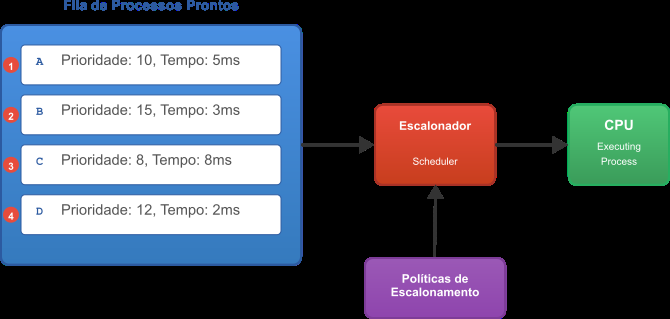 Fila de Processos Prontos
1 A Prioridade: 10, Tempo: 5ms
2 B Prioridade: 15, Tempo: 3ms
3 C Prioridade: 8, Tempo: 8ms
4 D Prioridade: 12, Tempo: 2ms
Escalonador
Scheduler
CPU
Executing
Process
Políticas de
Escalonamento